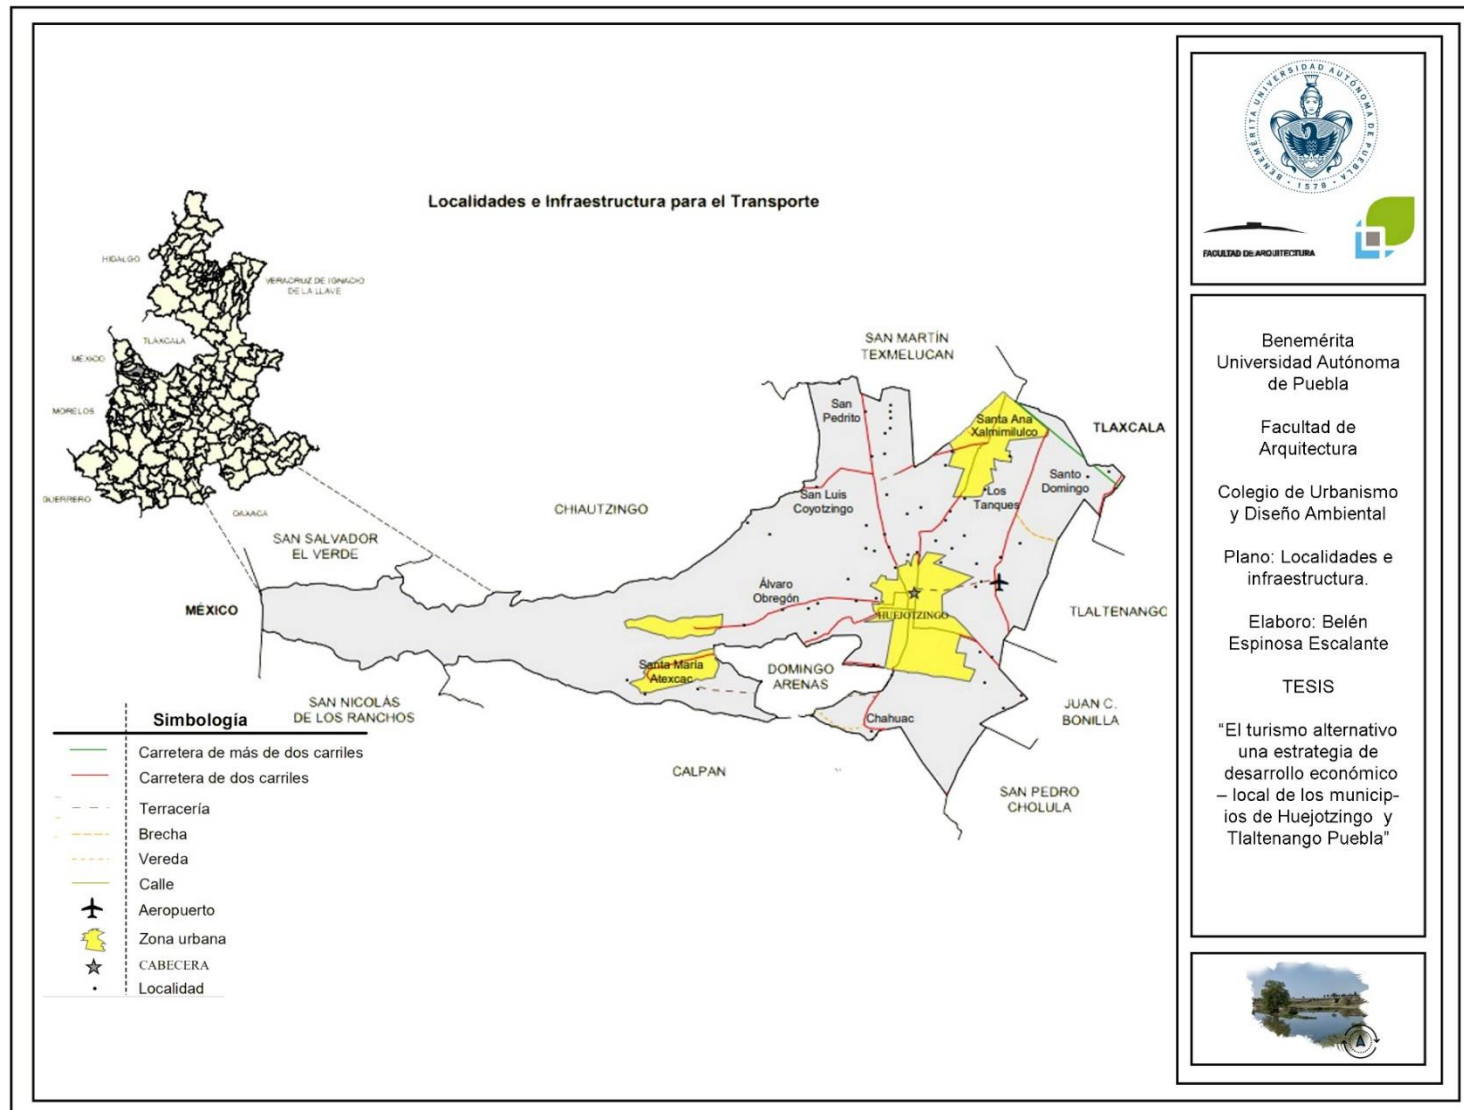 Localidades e Infraestructura para el Transporte
HIDALGO
VERACRUZ DE IGNACIO
DE LA LLAVE
TLAXCALA
MÉXICO
MORELOS
GUERRERO
OAXACA
SAN MARTÍN
TEXMELUCAN
San
Pedrito
Santa Ana
Xalmimilulco
TLAXCALA
Santo
Domingo
San Luis
Coyotzingo
Los
Tanques
CHIAUTZINGO
SAN SALVADOR
EL VERDE
MÉXICO
Álvaro
Obregón
HUEJOTZINGO
TLALTENANGO
Santa María
Atexcac
DOMINGO
ARENAS
SAN NICOLÁS
DE LOS RANCHOS
Chahuac
JUAN C.
BONILLA
CALPAN
SAN PEDRO
CHOLULA
Simbología
Carretera de más de dos carriles
Carretera de dos carriles
Terracería
Brecha
Vereda
Calle
Aeropuerto
Zona urbana
CABECERA
Localidad
BENEMÉRITA UNIVERSIDAD AUTÓNOMA DE PUEBLA
1578
FACULTAD DE ARQUITECTURA
Benemérita
Universidad Autónoma
de Puebla
Facultad de
Arquitectura
Colegio de Urbanismo
y Diseño Ambiental
Plano: Localidades e
infraestructura.
Elaboro: Belén
Espinosa Escalante
TESIS
"El turismo alternativo
una estrategia de
desarrollo económico
– local de los municip-
ios de Huejotzingo y
Tlaltenango Puebla"